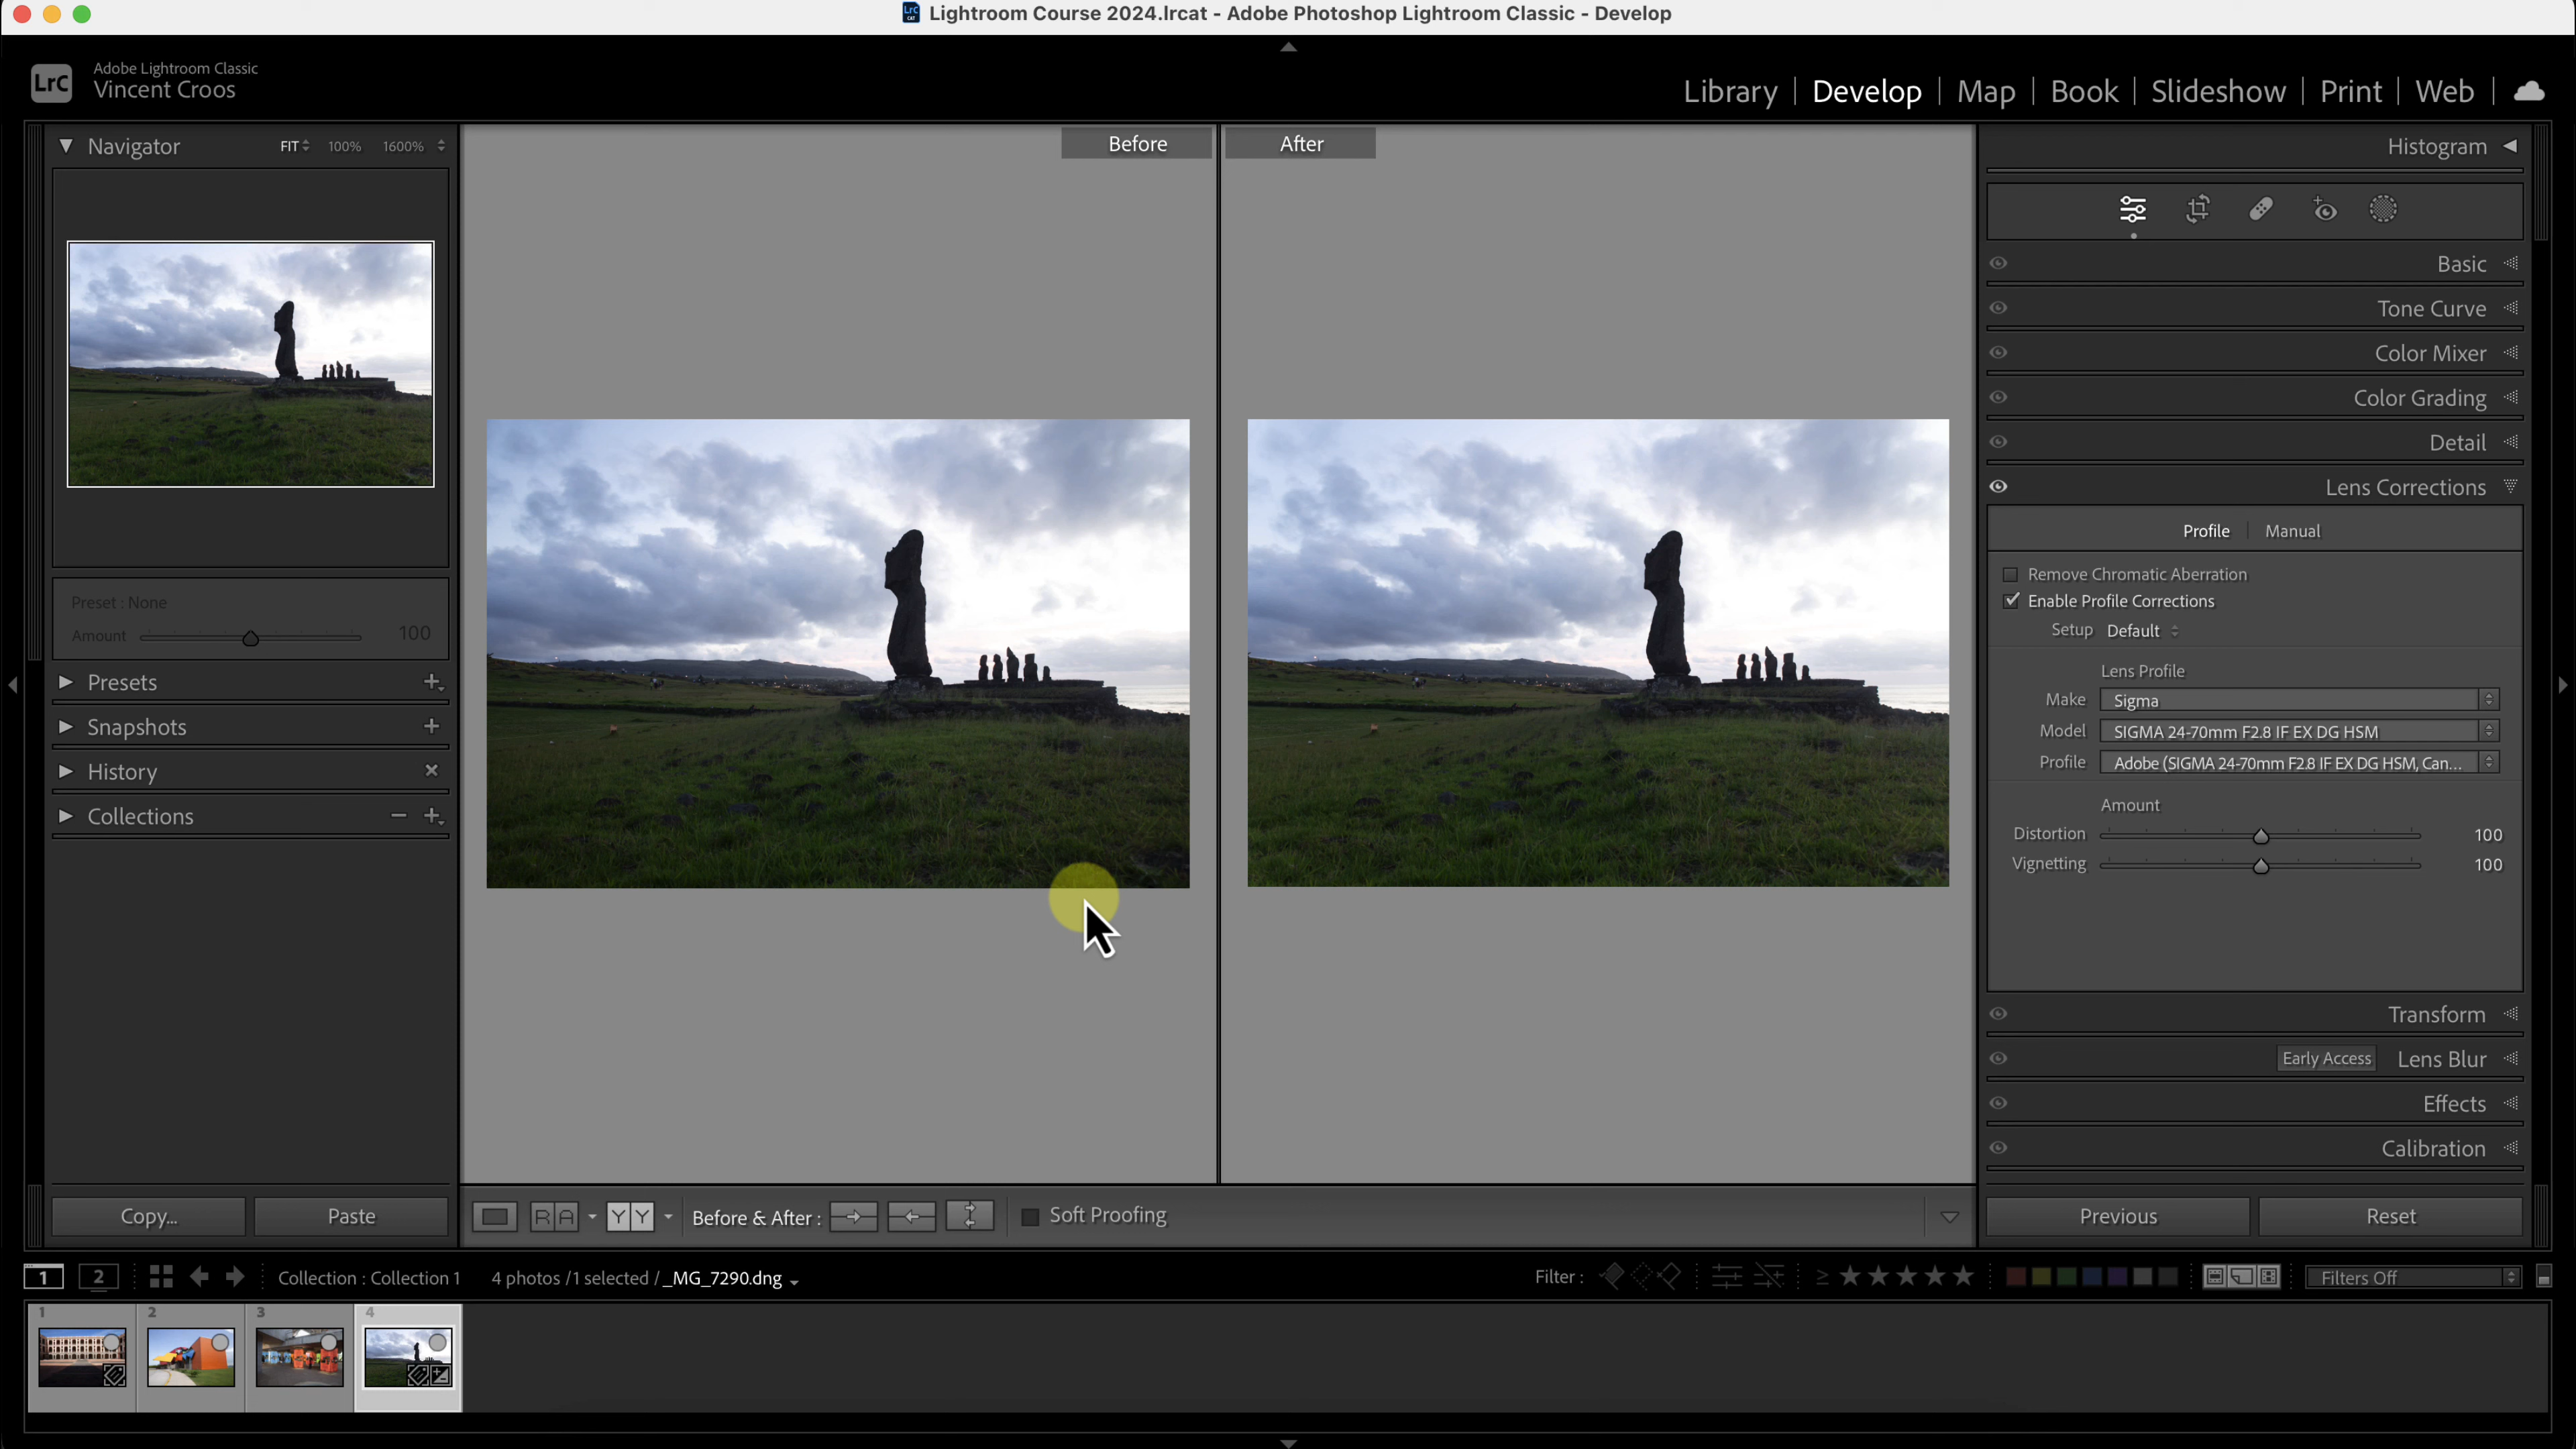 Lightroom Course 2024.lrcat - Adobe Photoshop Lightroom Classic - Develop
LrC
Adobe Lightroom Classic
Vincent Croos
Library | Develop | Map | Book | Slideshow | Print | Web
Navigator FIT 100% 1600%
Before After
Histogram
Basic
Tone Curve
Color Mixer
Color Grading
Detail
Lens Corrections
Profile | Manual
Remove Chromatic Aberration
Enable Profile Corrections
Setup Default
Lens Profile
Make Sigma
Model SIGMA 24-70mm F2.8 IF EX DG HSM
Profile Adobe (SIGMA 24-70mm F2.8 IF EX DG HSM, Can...
Amount
Distortion 100
Vignetting 100
Preset : None
Amount 100
Presets
Snapshots
History
Collections
Transform
Early Access Lens Blur
Effects
Calibration
Copy... Paste
R A Y Y Before & After : Soft Proofing
Previous Reset
1 2 Collection : Collection 1 4 photos /1 selected /_MG_7290.dng
Filter : ≥ ★★★★★ Filters Off
1 2 3 4